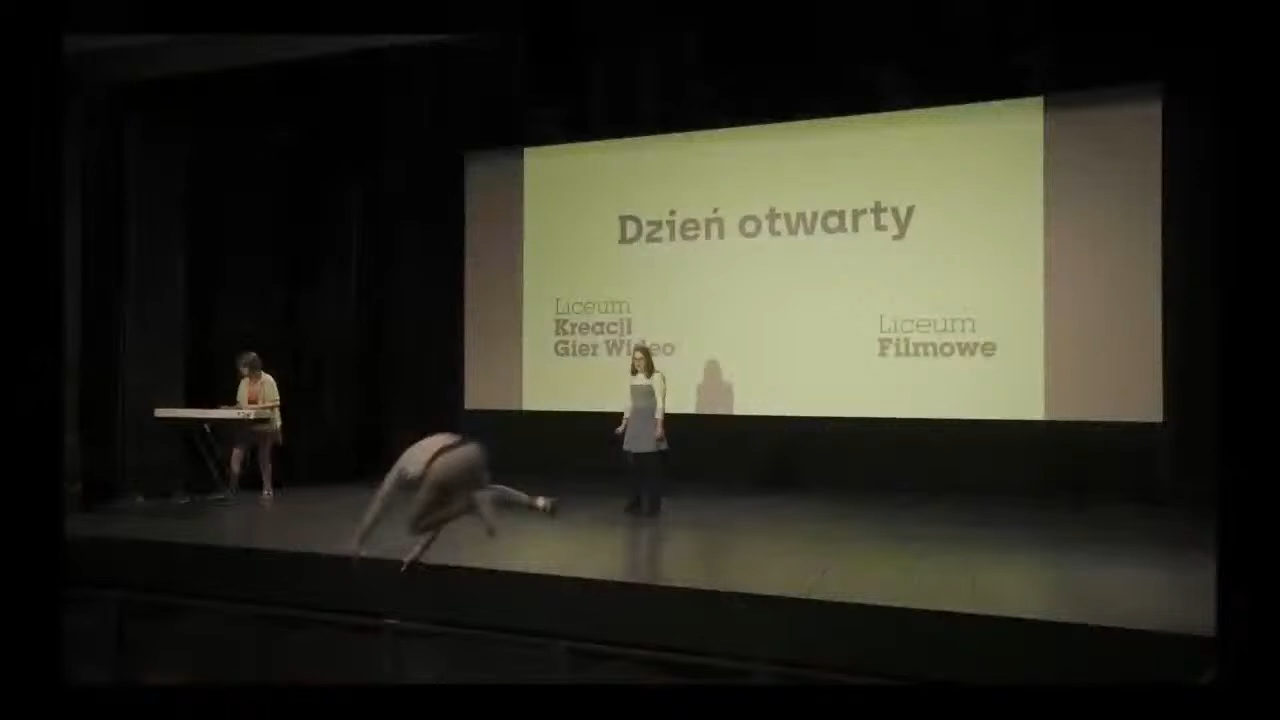 Dzień otwarty
Liceum
Kreacji
Gier Wideo
Liceum
Filmowe